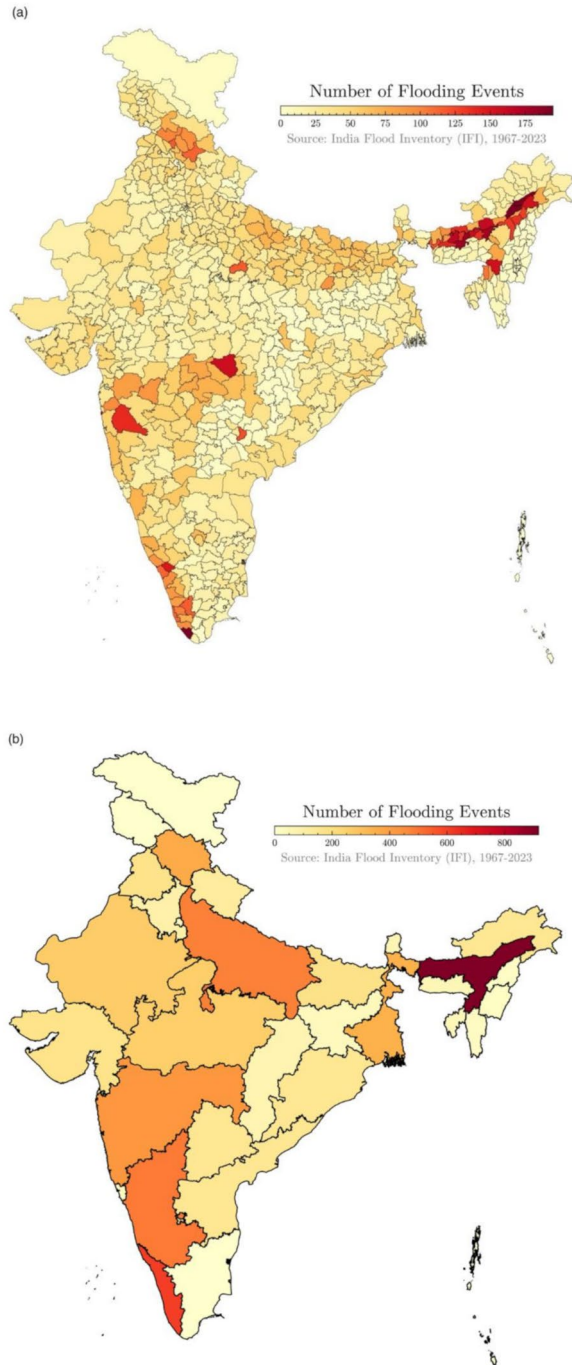 (a)
Number of Flooding Events
0 25 50 75 100 125 150 175
Source: India Flood Inventory (IFI), 1967-2023
(b)
Number of Flooding Events
0 200 400 600 800
Source: India Flood Inventory (IFI), 1967-2023